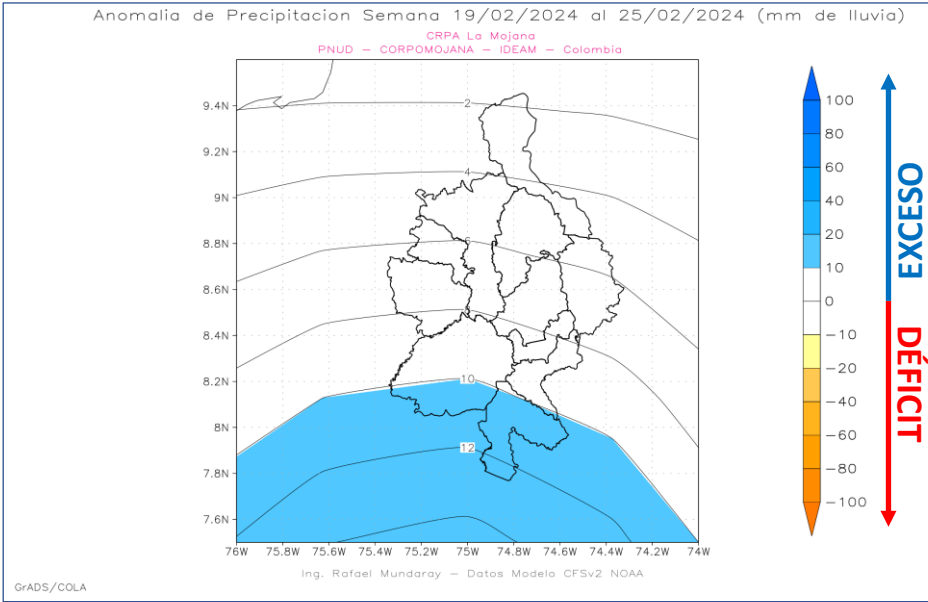 Anomalia de Precipitacion Semana 19/02/2024 al 25/02/2024 (mm de lluvia)
CRPA La Mojana
PNUD – CORPOMOJANA – IDEAM – Colombia
9.4N
9.2N
9N
8.8N
8.6N
8.4N
8.2N
8N
7.8N
7.6N
2
4
6
8
10
12
76W 75.8W 75.6W 75.4W 75.2W 75W 74.8W 74.6W 74.4W 74.2W 74W
100
80
60
40
20
10
0
−10
−20
−40
−60
−80
−100
EXCESO
DÉFICIT
Ing. Rafael Mundaray – Datos Modelo CFSv2 NOAA
GrADS/COLA